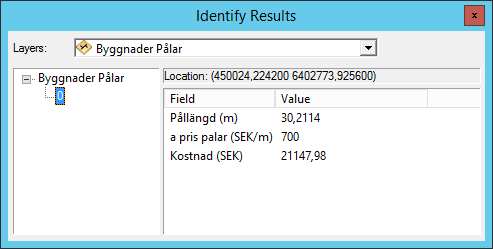 Identify Results
x
Layers: Byggnader Pålar
Byggnader Pålar
0
Location: (450024,224200 6402773,925600)
Field Value
Pållängd (m) 30,2114
a pris palar (SEK/m) 700
Kostnad (SEK) 21147,98